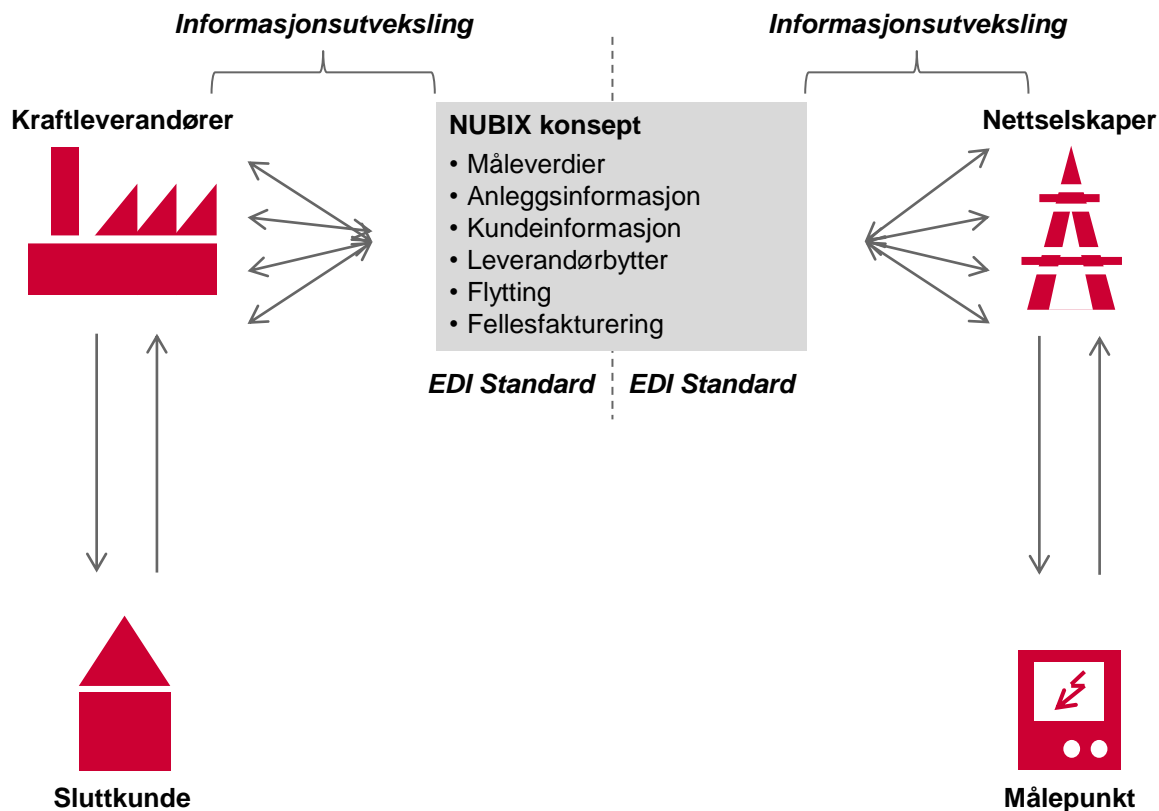 Informasjonsutveksling
Informasjonsutveksling
Kraftleverandører
NUBIX konsept
• Måleverdier
• Anleggsinformasjon
• Kundeinformasjon
• Leverandørbytter
• Flytting
• Fellesfakturering
Nettselskaper
EDI Standard
EDI Standard
Sluttkunde
Målepunkt